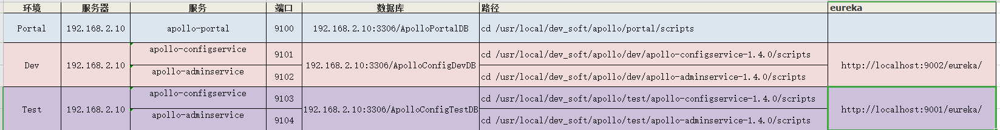 环境 服务器 服务 端口 数据库 路径 eureka
Portal 192.168.2.10 apollo-portal 9100 192.168.2.10:3306/ApolloPortalDB cd /usr/local/dev_soft/apollo/portal/scripts
Dev 192.168.2.10 apollo-configservice 9101 192.168.2.10:3306/ApolloConfigDevDB cd /usr/local/dev_soft/apollo/dev/apollo-configservice-1.4.0/scripts http://localhost:9002/eureka/
apollo-adminservice 9102 cd /usr/local/dev_soft/apollo/dev/apollo-adminservice-1.4.0/scripts
Test 192.168.2.10 apollo-configservice 9103 192.168.2.10:3306/ApolloConfigTestDB cd /usr/local/dev_soft/apollo/test/apollo-configservice-1.4.0/scripts http://localhost:9001/eureka/
apollo-adminservice 9104 cd /usr/local/dev_soft/apollo/test/apollo-adminservice-1.4.0/scripts